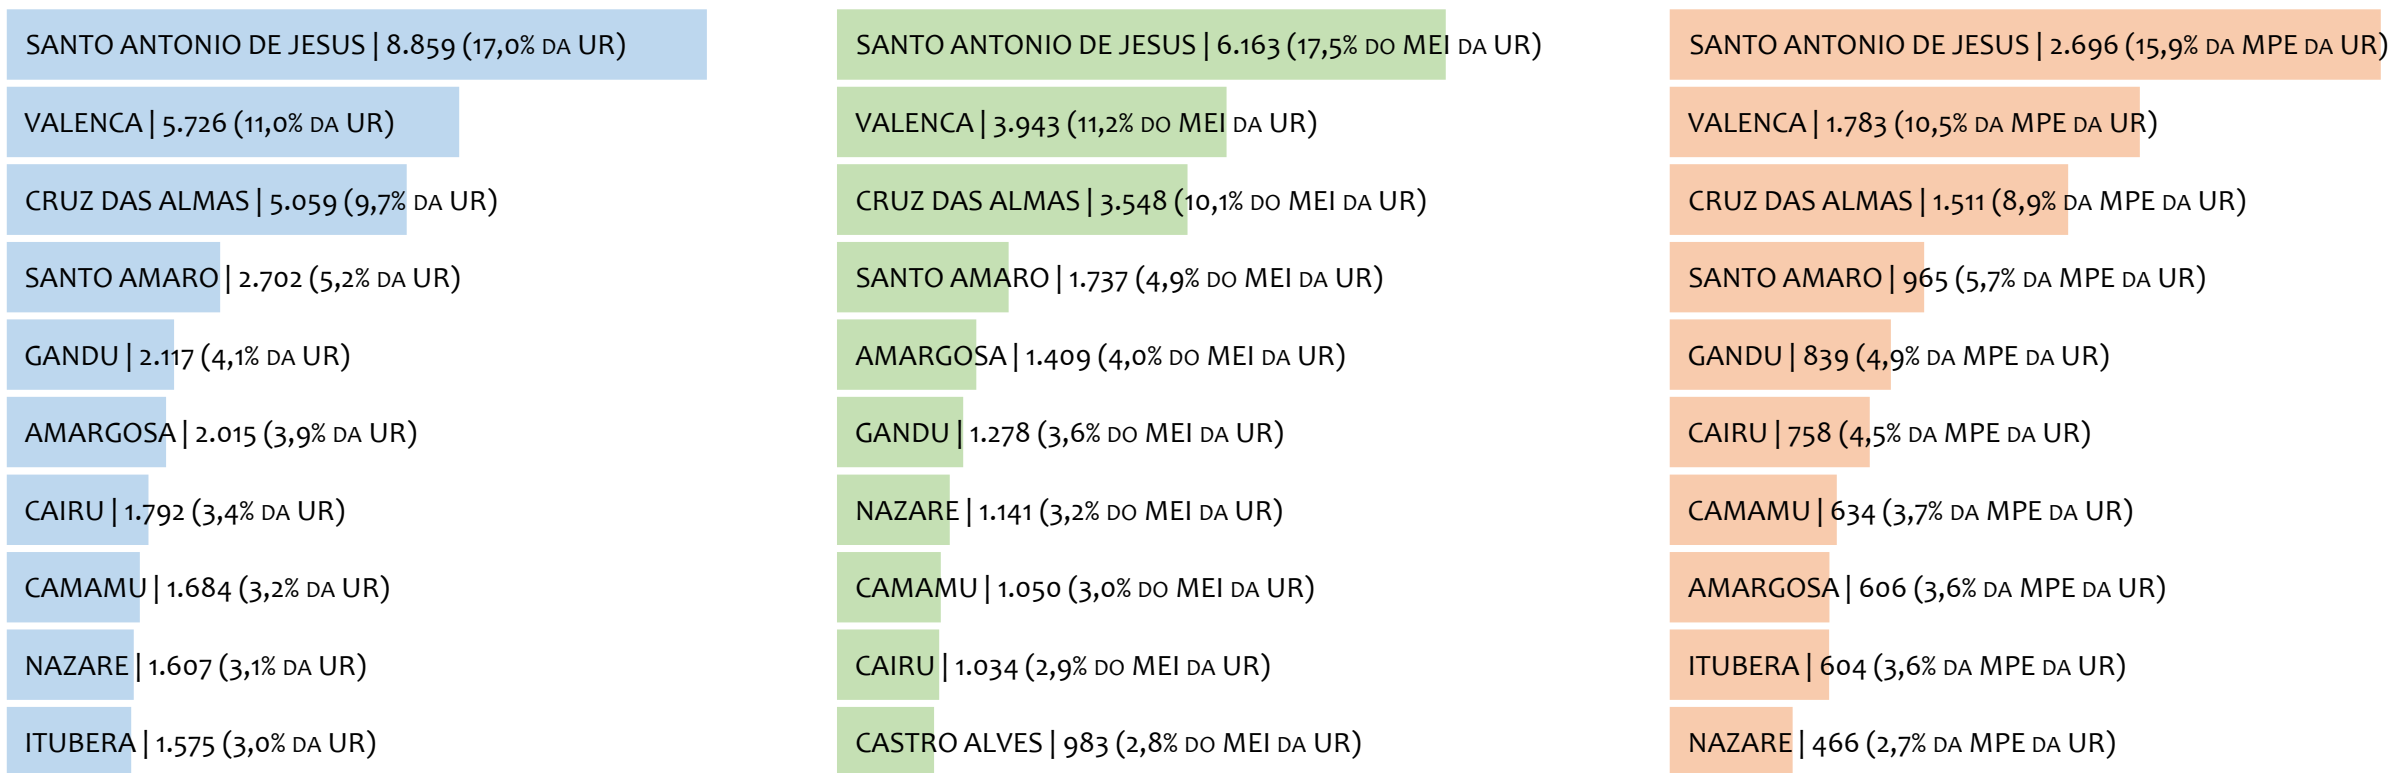 SANTO ANTONIO DE JESUS | 8.859 (17,0% DA UR)
VALENCA | 5.726 (11,0% DA UR)
CRUZ DAS ALMAS | 5.059 (9,7% DA UR)
SANTO AMARO | 2.702 (5,2% DA UR)
GANDU | 2.117 (4,1% DA UR)
AMARGOSA | 2.015 (3,9% DA UR)
CAIRU | 1.792 (3,4% DA UR)
CAMAMU | 1.684 (3,2% DA UR)
NAZARE | 1.607 (3,1% DA UR)
ITUBERA | 1.575 (3,0% DA UR)
SANTO ANTONIO DE JESUS | 6.163 (17,5% DO MEI DA UR)
VALENCA | 3.943 (11,2% DO MEI DA UR)
CRUZ DAS ALMAS | 3.548 (10,1% DO MEI DA UR)
SANTO AMARO | 1.737 (4,9% DO MEI DA UR)
AMARGOSA | 1.409 (4,0% DO MEI DA UR)
GANDU | 1.278 (3,6% DO MEI DA UR)
NAZARE | 1.141 (3,2% DO MEI DA UR)
CAMAMU | 1.050 (3,0% DO MEI DA UR)
CAIRU | 1.034 (2,9% DO MEI DA UR)
CASTRO ALVES | 983 (2,8% DO MEI DA UR)
SANTO ANTONIO DE JESUS | 2.696 (15,9% DA MPE DA UR)
VALENCA | 1.783 (10,5% DA MPE DA UR)
CRUZ DAS ALMAS | 1.511 (8,9% DA MPE DA UR)
SANTO AMARO | 965 (5,7% DA MPE DA UR)
GANDU | 839 (4,9% DA MPE DA UR)
CAIRU | 758 (4,5% DA MPE DA UR)
CAMAMU | 634 (3,7% DA MPE DA UR)
AMARGOSA | 606 (3,6% DA MPE DA UR)
ITUBERA | 604 (3,6% DA MPE DA UR)
NAZARE | 466 (2,7% DA MPE DA UR)